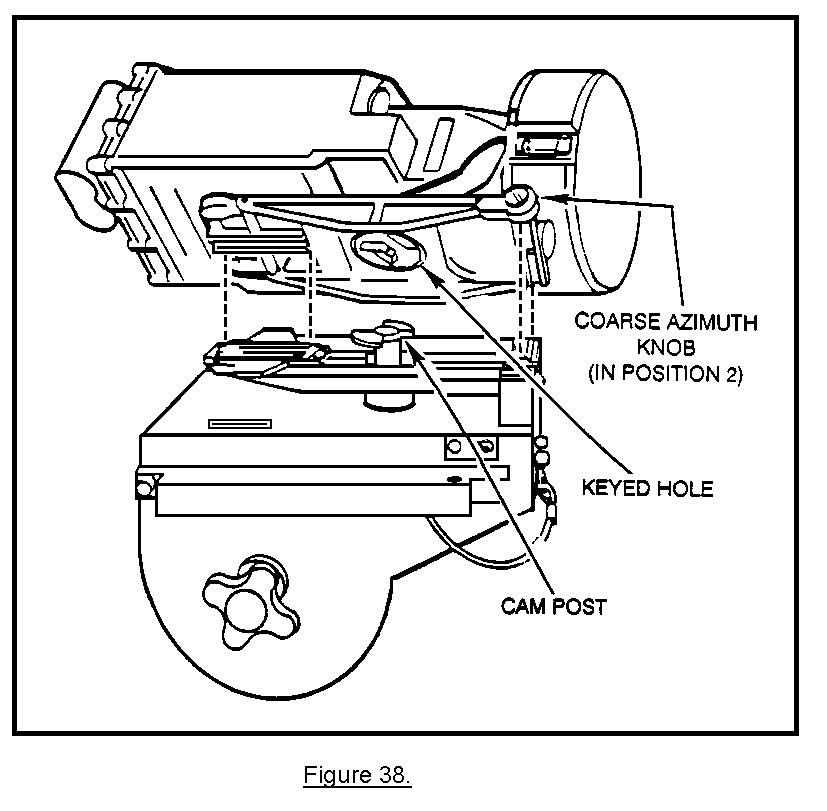 COARSE AZIMUTH
KNOB
(IN POSITION 2)
KEYED HOLE
CAM POST
Figure 38.